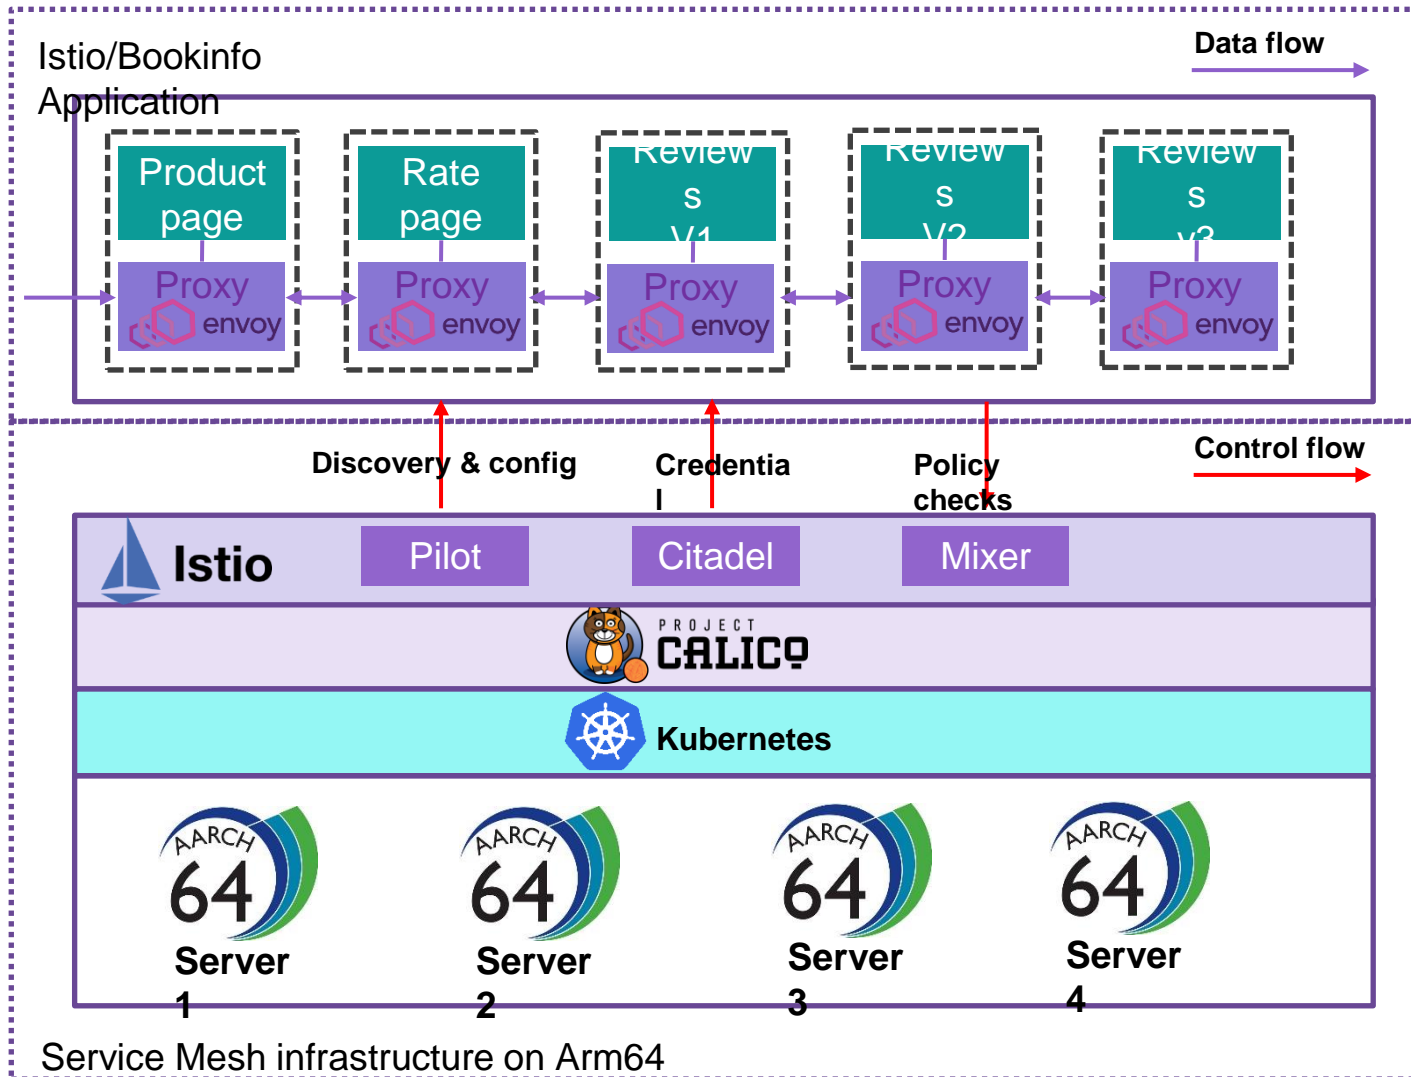 Istio/Bookinfo
Application
Data flow
Product
page
Rate
page
Review
s
V1
Review
s
V2
Review
s
v3
Proxy
envoy
Proxy
envoy
Proxy
envoy
Proxy
envoy
Proxy
envoy
Discovery & config
Credentia
l
Policy
checks
Control flow
Istio
Pilot
Citadel
Mixer
PROJECT
CALICO
Kubernetes
AARCH
64
Server
1
AARCH
64
Server
2
AARCH
64
Server
3
AARCH
64
Server
4
Service Mesh infrastructure on Arm64